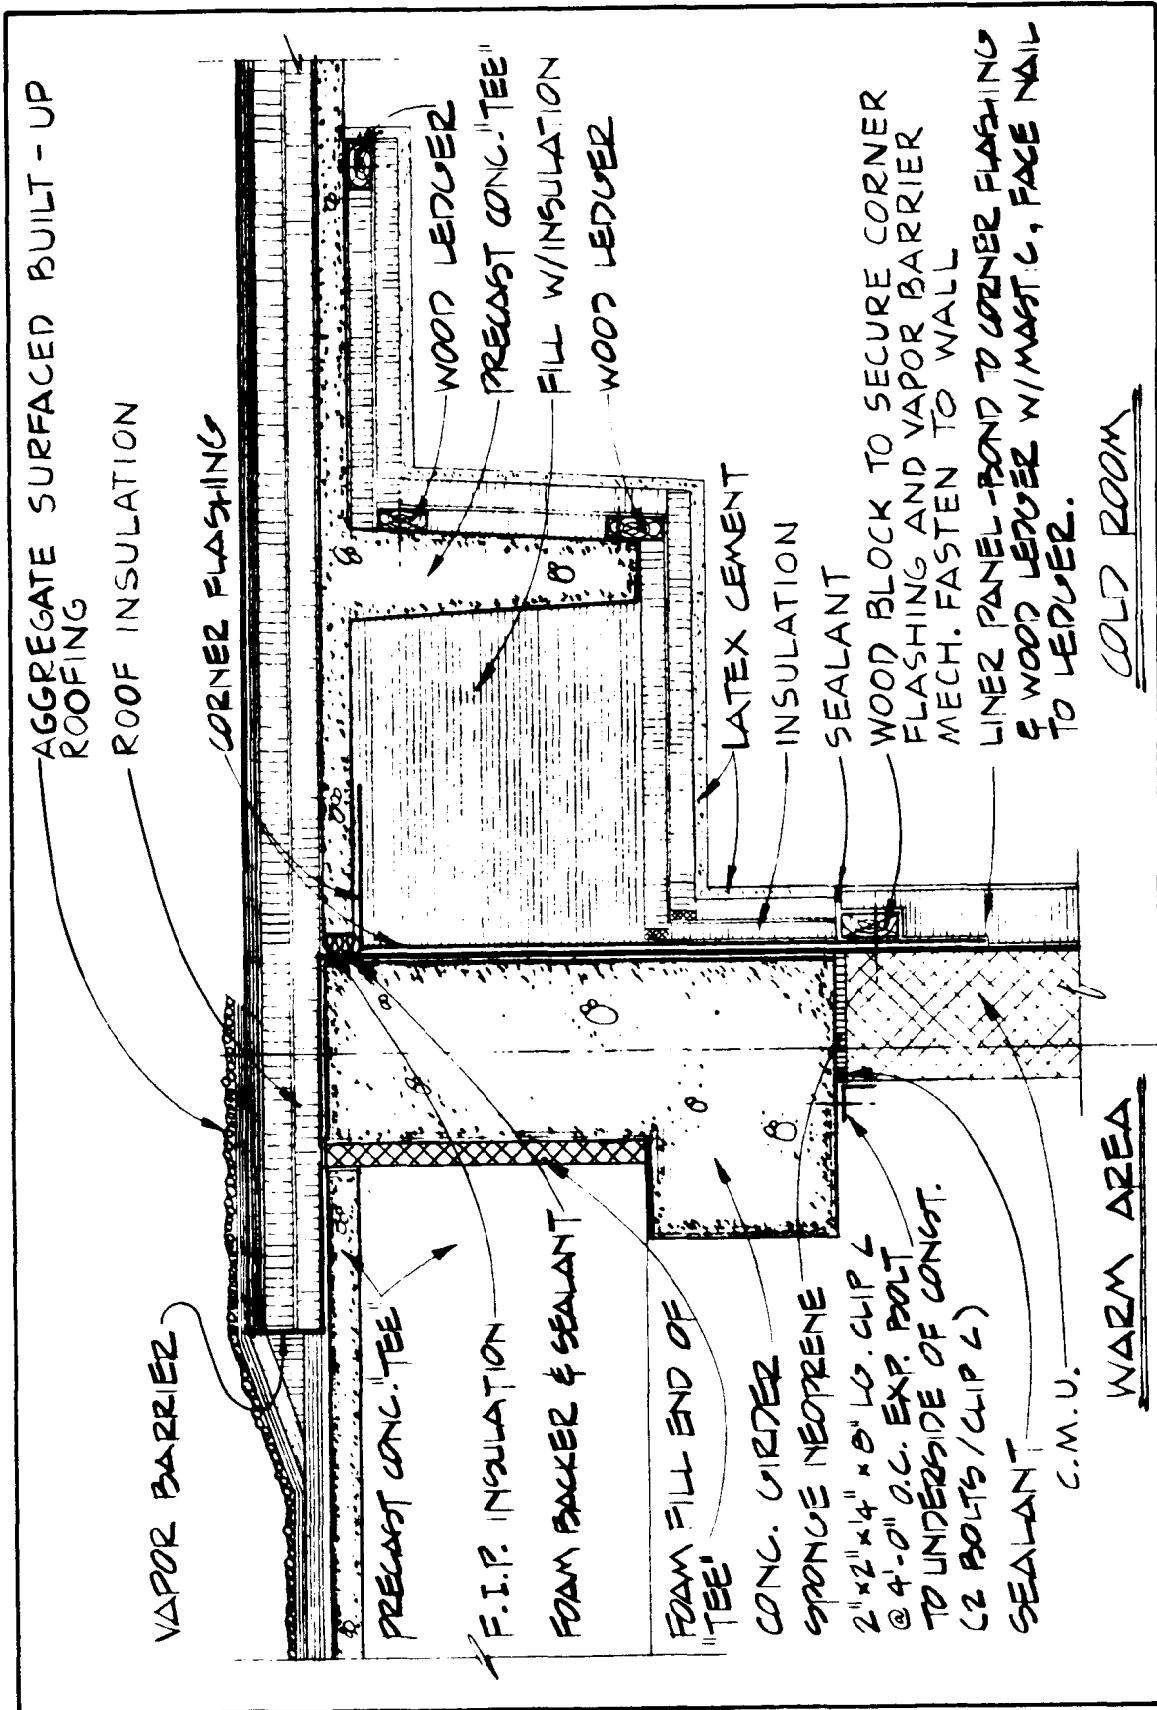 AGGREGATE SURFACED BUILT-UP
ROOFING
ROOF INSULATION
CORNER FLASHING
VAPOR BARRIER
WOOD LEDGER
PRECAST CONC. "TEE"
FILL W/INSULATION
WOOD LEDGER
LATEX CEMENT
INSULATION
SEALANT
WOOD BLOCK TO SECURE CORNER
FLASHING AND VAPOR BARRIER
MECH. FASTEN TO WALL
LINER PANEL-BOND TO CORNER FLASHING
& WOOD LEDGER W/MASTIC, FACE NAIL
TO LEDGER.
COLD ROOM
PRECAST CONC. "TEE"
F.I.P. INSULATION
FOAM BACKER & SEALANT
FOAM FILL END OF
"TEE"
CONC. GIRDER
SPONGE NEOPRENE
2"x2"x1/4"x8" LG. CLIP L
@ 4'-0" O.C. EXP. BOLT
TO UNDERSIDE OF CONST.
(2 BOLTS/CLIP L)
SEALANT
C.M.U.
WARM AREA